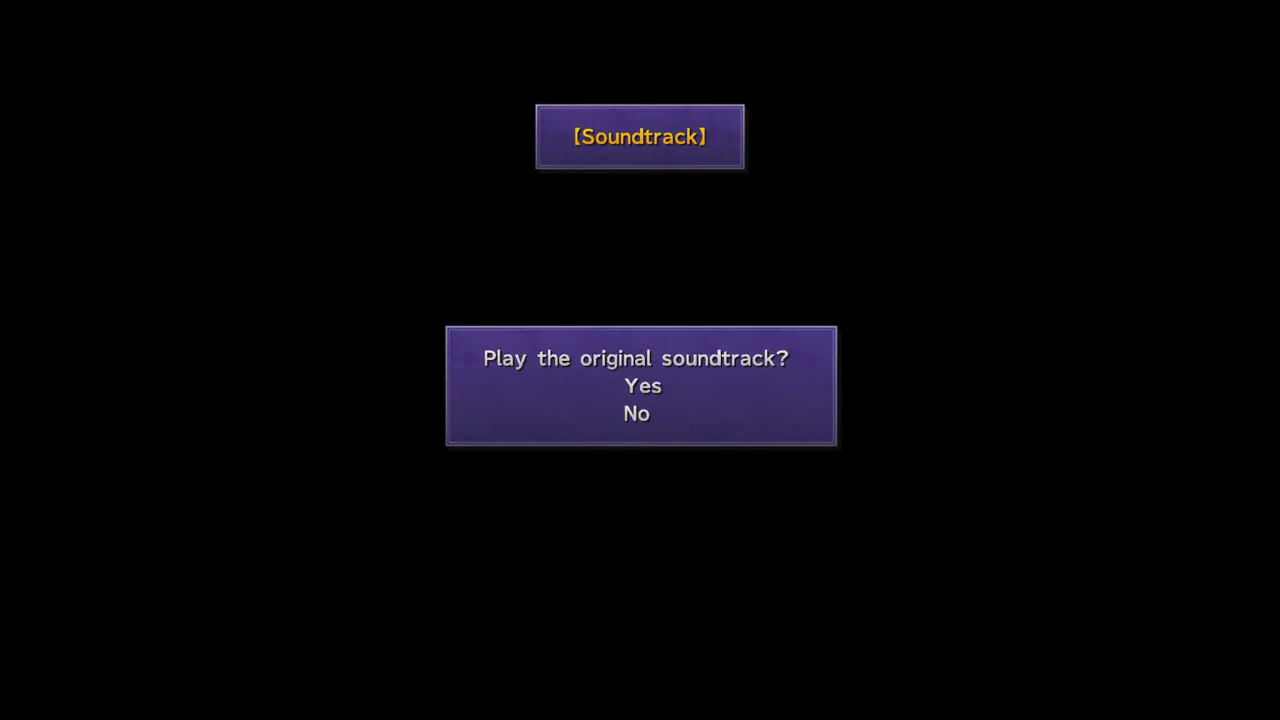 【Soundtrack】
Play the original soundtrack?
Yes
No